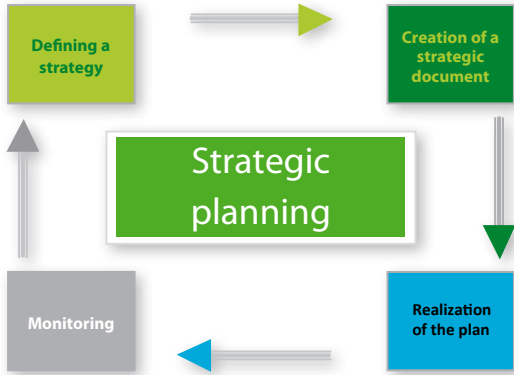 Defining a
strategy
Creation of a
strategic
document
Strategic
planning
Monitoring
Realization
of the plan